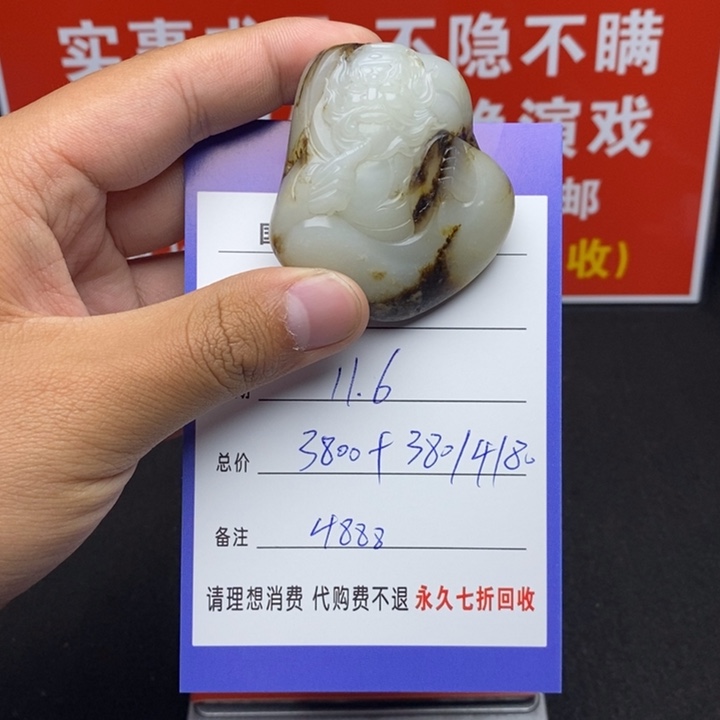 实事 不隐不瞒
演戏
邮
收）
11.6
总价 3800+380/4180
备注 4888
请理想消费 代购费不退 永久七折回收